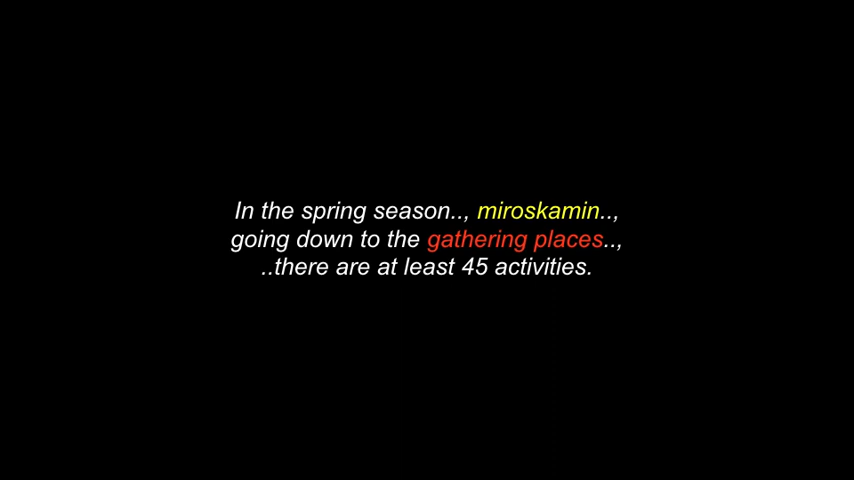 In the spring season.., miroskamin..,
going down to the gathering places..,
..there are at least 45 activities.